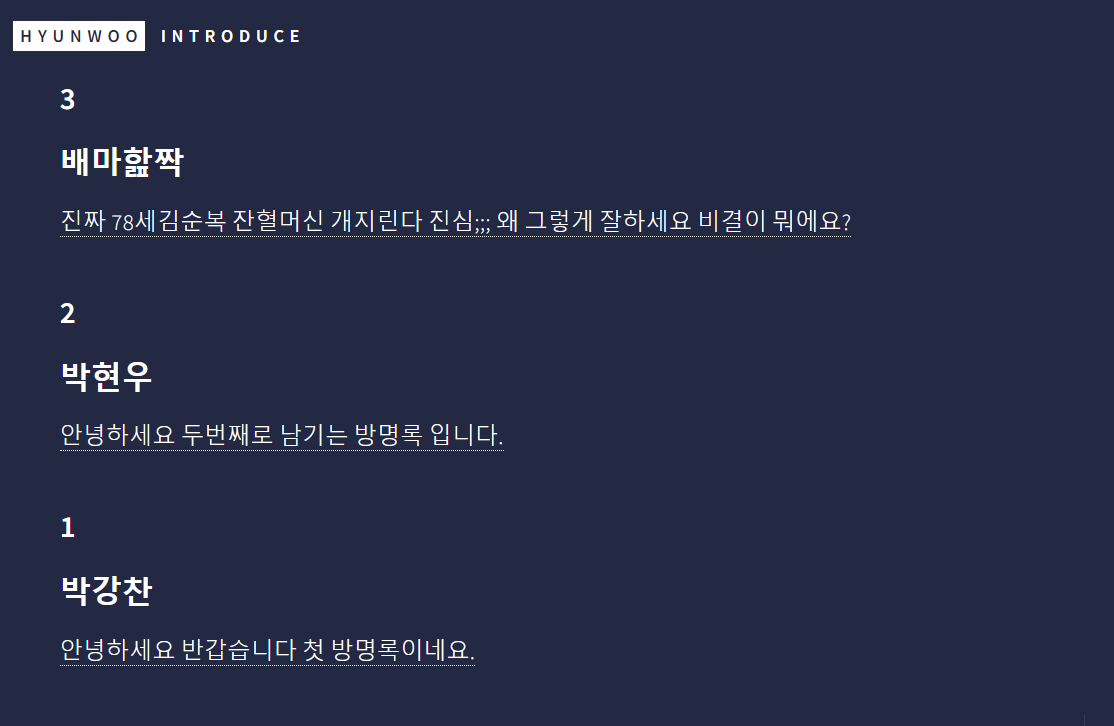 HYUNWOO INTRODUCE
3
배마핥짝
진짜 78세김순복 잔혈머신 개지린다 진심;;; 왜 그렇게 잘하세요 비결이 뭐에요?
2
박현우
안녕하세요 두번째로 남기는 방명록 입니다.
1
박강찬
안녕하세요 반갑습니다 첫 방명록이네요.